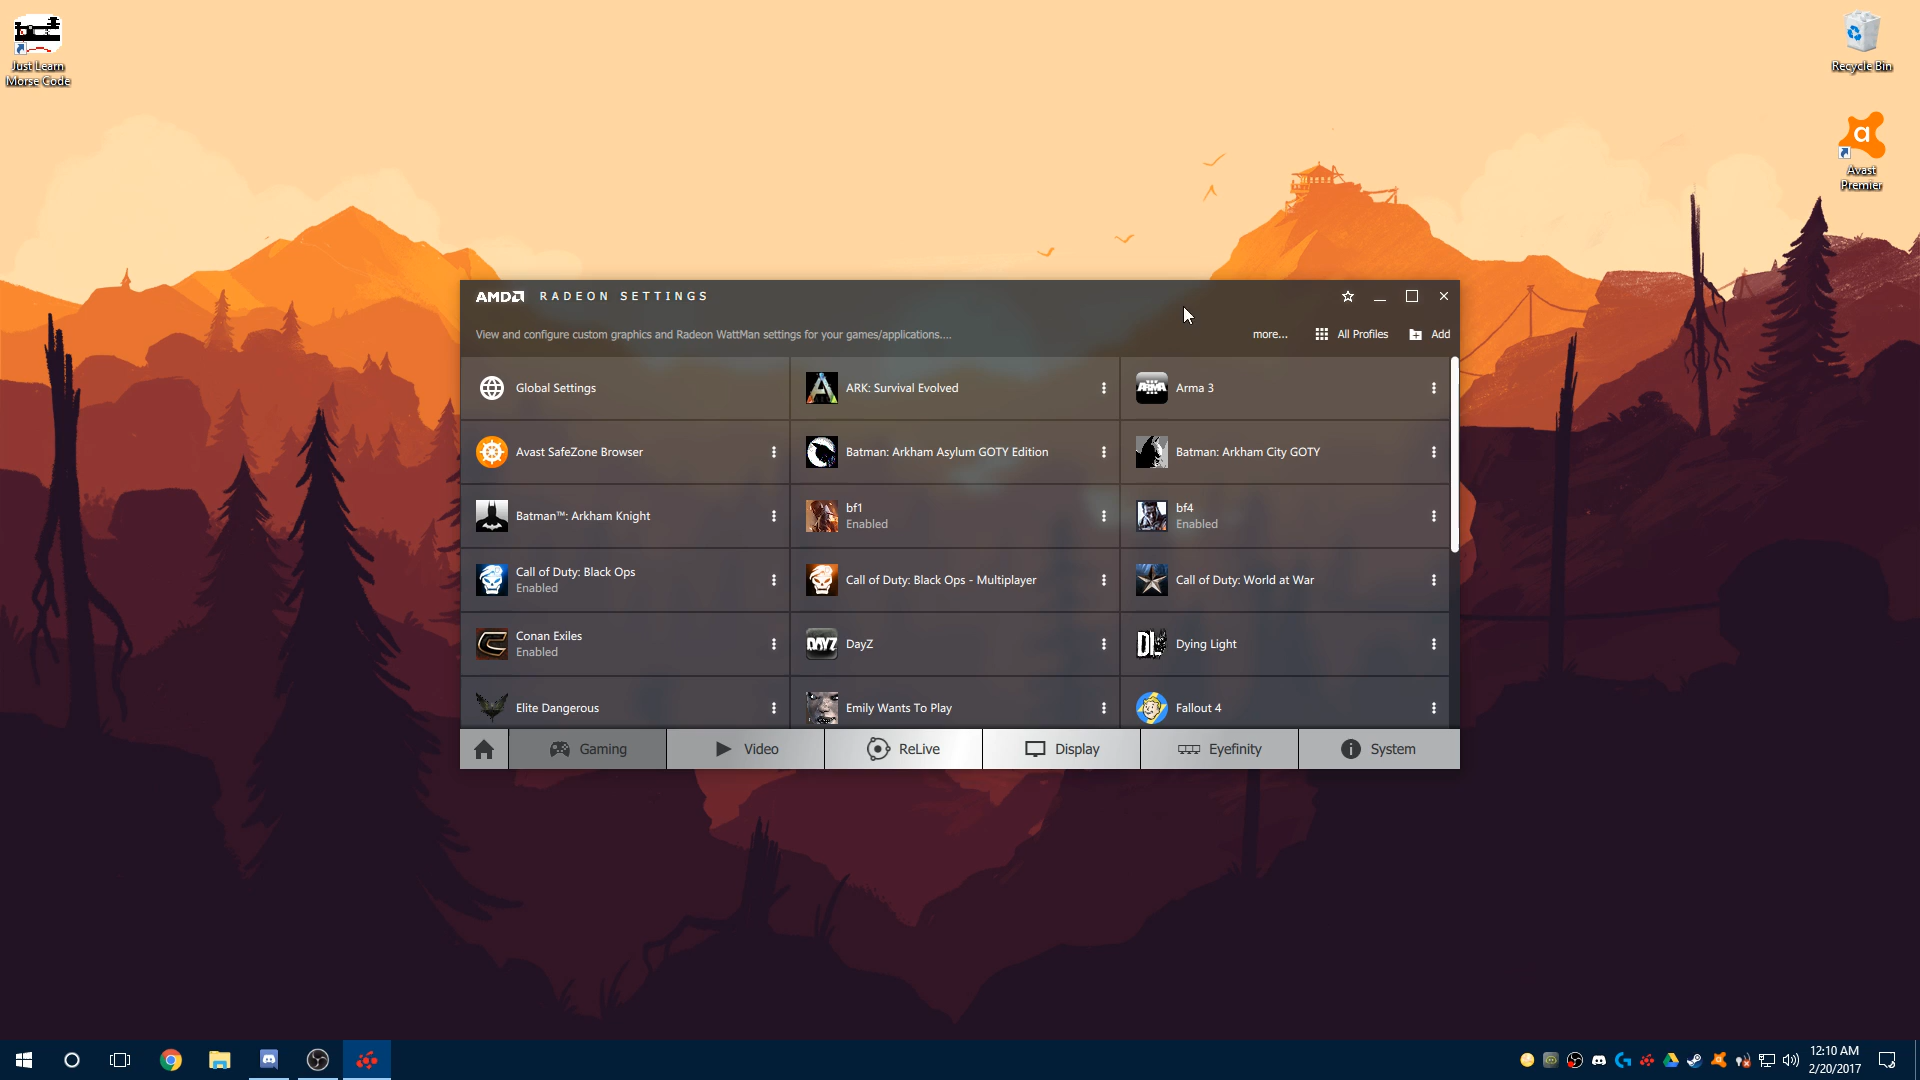 Just Learn
Morse Code
Recycle Bin
Avast
Premier
AMD RADEON SETTINGS
View and configure custom graphics and Radeon WattMan settings for your games/applications....
more...
All Profiles
Add
Global Settings
ARK: Survival Evolved
ARMA
Arma 3
Avast SafeZone Browser
Batman: Arkham Asylum GOTY Edition
Batman: Arkham City GOTY
Batman™: Arkham Knight
bf1
Enabled
bf4
Enabled
Call of Duty: Black Ops
Enabled
Call of Duty: Black Ops - Multiplayer
Call of Duty: World at War
Conan Exiles
Enabled
DAYZ
DayZ
DL
Dying Light
Elite Dangerous
Emily Wants To Play
Fallout 4
Gaming
Video
ReLive
Display
Eyefinity
System
12:10 AM
2/20/2017